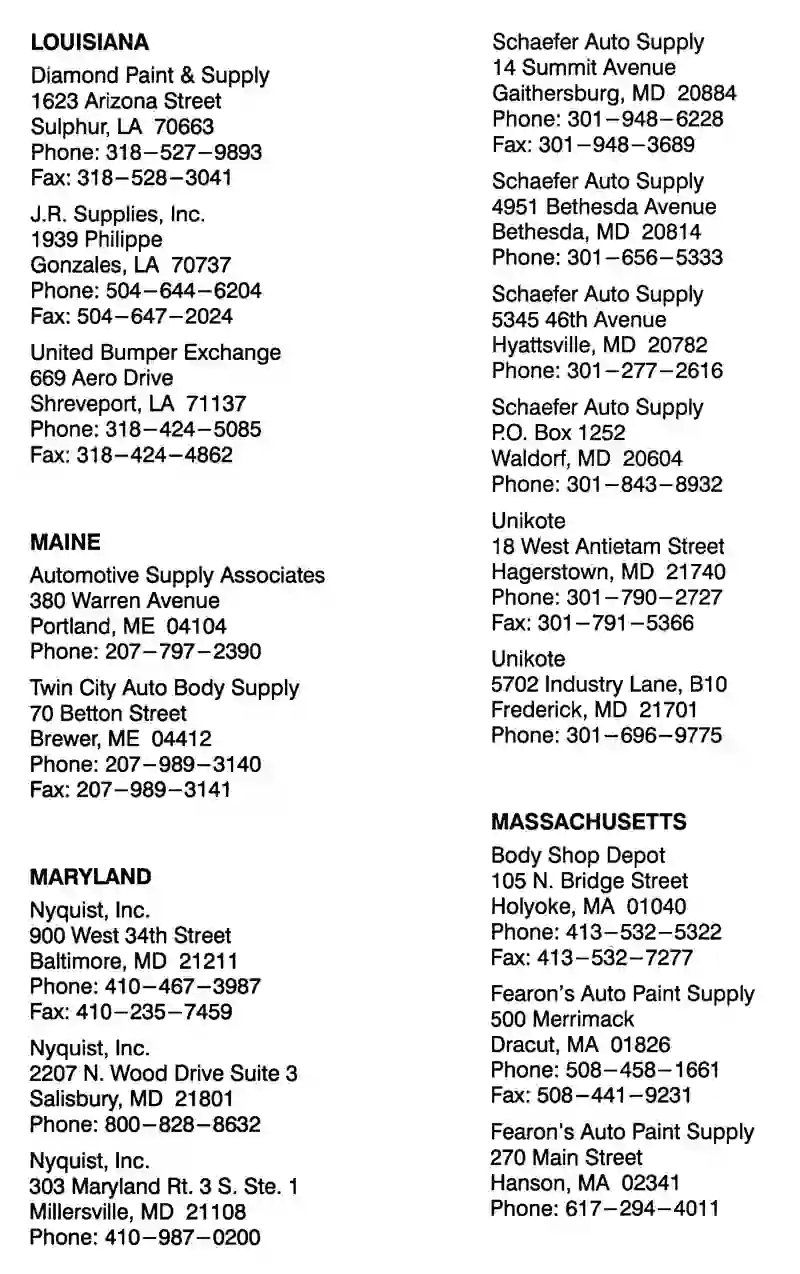 LOUISIANA
Diamond Paint & Supply
1623 Arizona Street
Sulphur, LA  70663
Phone: 318–527–9893
Fax: 318–528–3041
J.R. Supplies, Inc.
1939 Philippe
Gonzales, LA  70737
Phone: 504–644–6204
Fax: 504–647–2024
United Bumper Exchange
669 Aero Drive
Shreveport, LA  71137
Phone: 318–424–5085
Fax: 318–424–4862
MAINE
Automotive Supply Associates
380 Warren Avenue
Portland, ME  04104
Phone: 207–797–2390
Twin City Auto Body Supply
70 Betton Street
Brewer, ME  04412
Phone: 207–989–3140
Fax: 207–989–3141
MARYLAND
Nyquist, Inc.
900 West 34th Street
Baltimore, MD  21211
Phone: 410–467–3987
Fax: 410–235–7459
Nyquist, Inc.
2207 N. Wood Drive Suite 3
Salisbury, MD  21801
Phone: 800–828–8632
Nyquist, Inc.
303 Maryland Rt. 3 S. Ste. 1
Millersville, MD  21108
Phone: 410–987–0200
Schaefer Auto Supply
14 Summit Avenue
Gaithersburg, MD  20884
Phone: 301–948–6228
Fax: 301–948–3689
Schaefer Auto Supply
4951 Bethesda Avenue
Bethesda, MD  20814
Phone: 301–656–5333
Schaefer Auto Supply
5345 46th Avenue
Hyattsville, MD  20782
Phone: 301–277–2616
Schaefer Auto Supply
P.O. Box 1252
Waldorf, MD  20604
Phone: 301–843–8932
Unikote
18 West Antietam Street
Hagerstown, MD  21740
Phone: 301–790–2727
Fax: 301–791–5366
Unikote
5702 Industry Lane, B10
Frederick, MD  21701
Phone: 301–696–9775
MASSACHUSETTS
Body Shop Depot
105 N. Bridge Street
Holyoke, MA  01040
Phone: 413–532–5322
Fax: 413–532–7277
Fearon's Auto Paint Supply
500 Merrimack
Dracut, MA  01826
Phone: 508–458–1661
Fax: 508–441–9231
Fearon's Auto Paint Supply
270 Main Street
Hanson, MA  02341
Phone: 617–294–4011